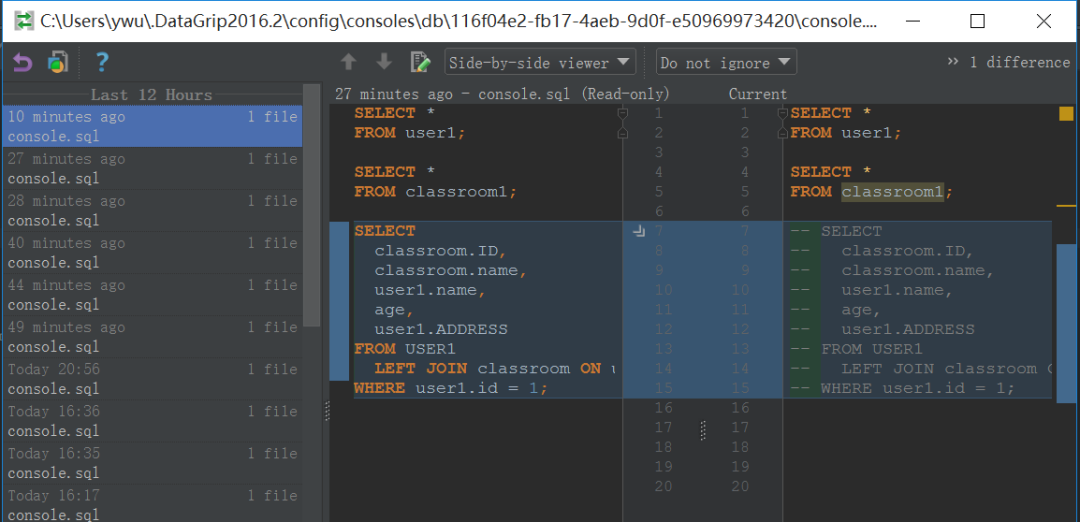 C:\Users\ywu\.DataGrip2016.2\config\consoles\db\116f04e2-fb17-4aeb-9d0f-e50969973420\console....
?
Side-by-side viewer
Do not ignore
» 1 difference
Last 12 Hours
10 minutes ago 1 file
console.sql
27 minutes ago 1 file
console.sql
28 minutes ago 1 file
console.sql
40 minutes ago 1 file
console.sql
44 minutes ago 1 file
console.sql
49 minutes ago 1 file
console.sql
Today 20:56 1 file
console.sql
Today 16:36 1 file
console.sql
Today 16:35 1 file
console.sql
Today 16:17 1 file
console.sql
27 minutes ago - console.sql (Read-only)
SELECT *
FROM user1;
SELECT *
FROM classroom1;
SELECT
classroom.ID,
classroom.name,
user1.name,
age,
user1.ADDRESS
FROM USER1
LEFT JOIN classroom ON u
WHERE user1.id = 1;
1 1
2 2
3 3
4 4
5 5
6 6
7 7
8 8
9 9
10 10
11 11
12 12
13 13
14 14
15 15
16 16
17 17
18 18
19 19
20 20
Current
SELECT *
FROM user1;
SELECT *
FROM classroom1;
-- SELECT
-- classroom.ID,
-- classroom.name,
-- user1.name,
-- age,
-- user1.ADDRESS
-- FROM USER1
-- LEFT JOIN classroom
-- WHERE user1.id = 1;